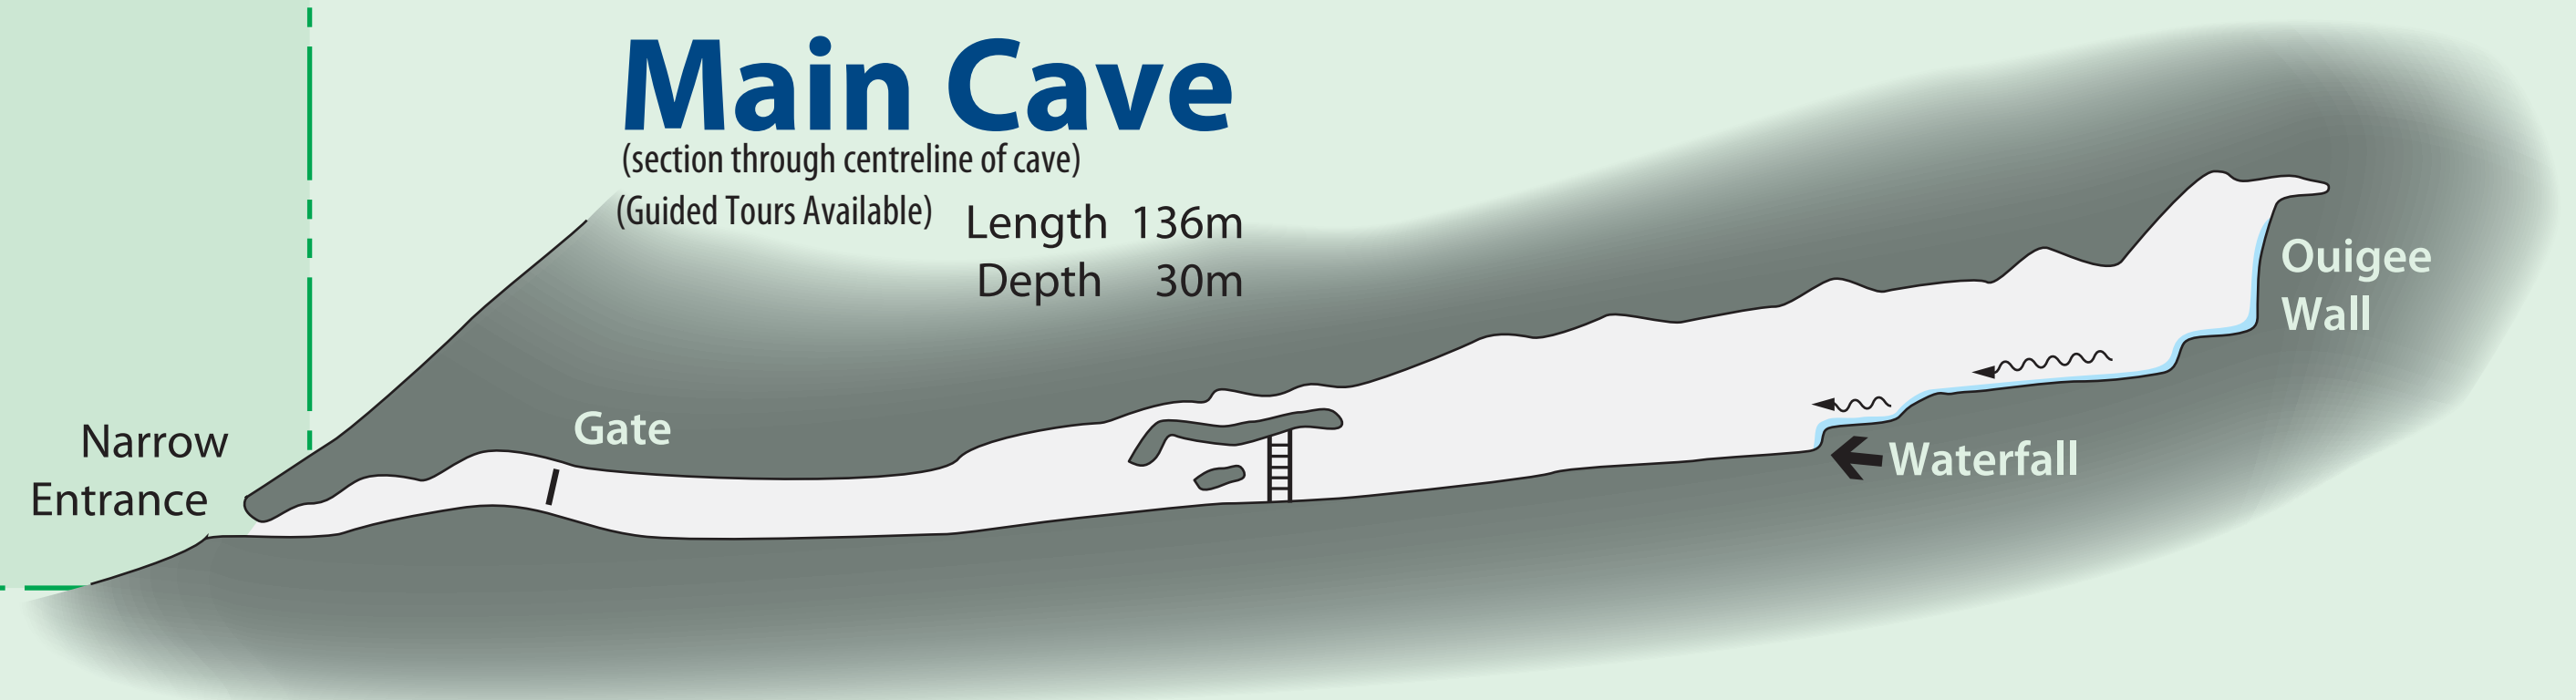 Main Cave
(section through centreline of cave)
(Guided Tours Available)
Length 136m
Depth 30m
Narrow
Entrance
Gate
Ouigee
Wall
Waterfall